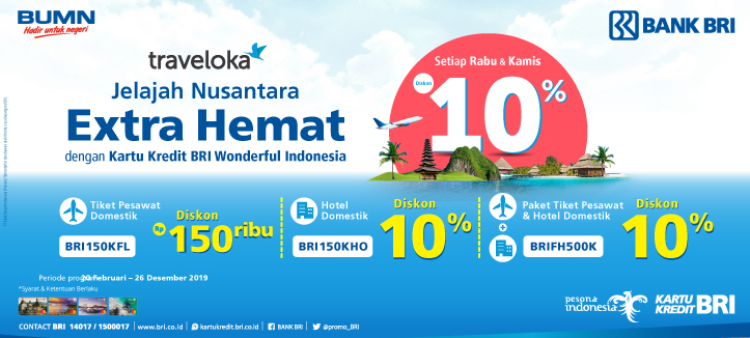 BUMN
Hadir untuk negeri
BANK BRI
traveloka
Jelajah Nusantara
Extra Hemat
dengan Kartu Kredit BRI Wonderful Indonesia
Setiap Rabu & Kamis
Diskon
10%
Tiket Pesawat
Domestik
BRI150KFL
Diskon
Rp 150 ribu
Hotel
Domestik
BRI150KHO
Diskon
10%
Paket Tiket Pesawat
& Hotel Domestik
+
BRIFH500K
Diskon
10%
20 februari – 26 Desember 2019
*Syarat & Ketentuan Berlaku
pesona
indonesia
KARTU
KREDIT BRI
CONTACT BRI 14017 / 1500017
www.bri.co.id
kartukredit.bri.co.id
BANK BRI
@promo_BRI